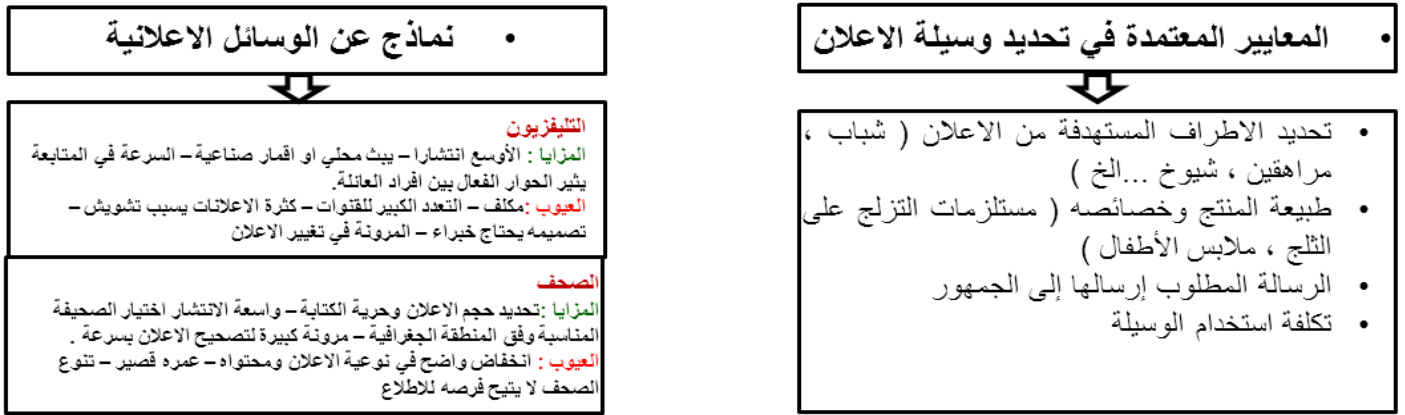 • المعايير المعتمدة في تحديد وسيلة الاعلان
• تحديد الاطراف المستهدفة من الاعلان ( شباب ،
مراهقين ، شيوخ ...الخ )
• طبيعة المنتج وخصائصه ( مستلزمات التزلج على
الثلج ، ملابس الأطفال )
• الرسالة المطلوب إرسالها إلى الجمهور
• تكلفة استخدام الوسيلة
• نماذج عن الوسائل الاعلانية
التليفزيون
المزايا : الأوسع انتشارا – يبث محلي او اقمار صناعية – السرعة في المتابعة
يثير الحوار الفعال بين افراد العائلة.
العيوب :مكلف – التعدد الكبير للقنوات – كثرة الاعلانات يسبب تشويش –
تصميمه يحتاج خبراء – المرونة في تغيير الاعلان
الصحف
المزايا :تحديد حجم الاعلان وحرية الكتابة – واسعة الانتشار اختيار الصحيفة
المناسبة وفق المنطقة الجغرافية – مرونة كبيرة لتصحيح الاعلان بسرعة .
العيوب : انخفاض واضح في نوعية الاعلان ومحتواه – عمره قصير – تنوع
الصحف لا يتيح فرصه للاطلاع